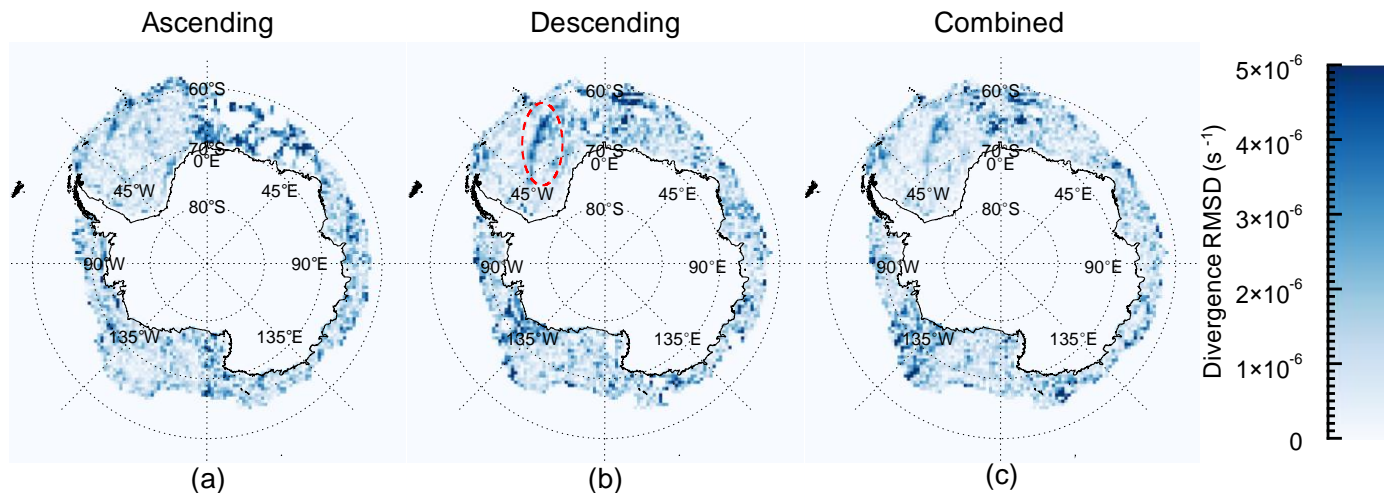 Ascending
Descending
Combined
60°S
70°S
0°E
45°W
45°E
80°S
90°W
90°E
135°W
135°E
(a)
60°S
70°S
0°E
45°W
45°E
80°S
90°W
90°E
135°W
135°E
(b)
60°S
70°S
0°E
45°W
45°E
80°S
90°W
90°E
135°W
135°E
(c)
5×10⁻⁶
4×10⁻⁶
3×10⁻⁶
2×10⁻⁶
1×10⁻⁶
0
Divergence RMSD (s⁻¹)